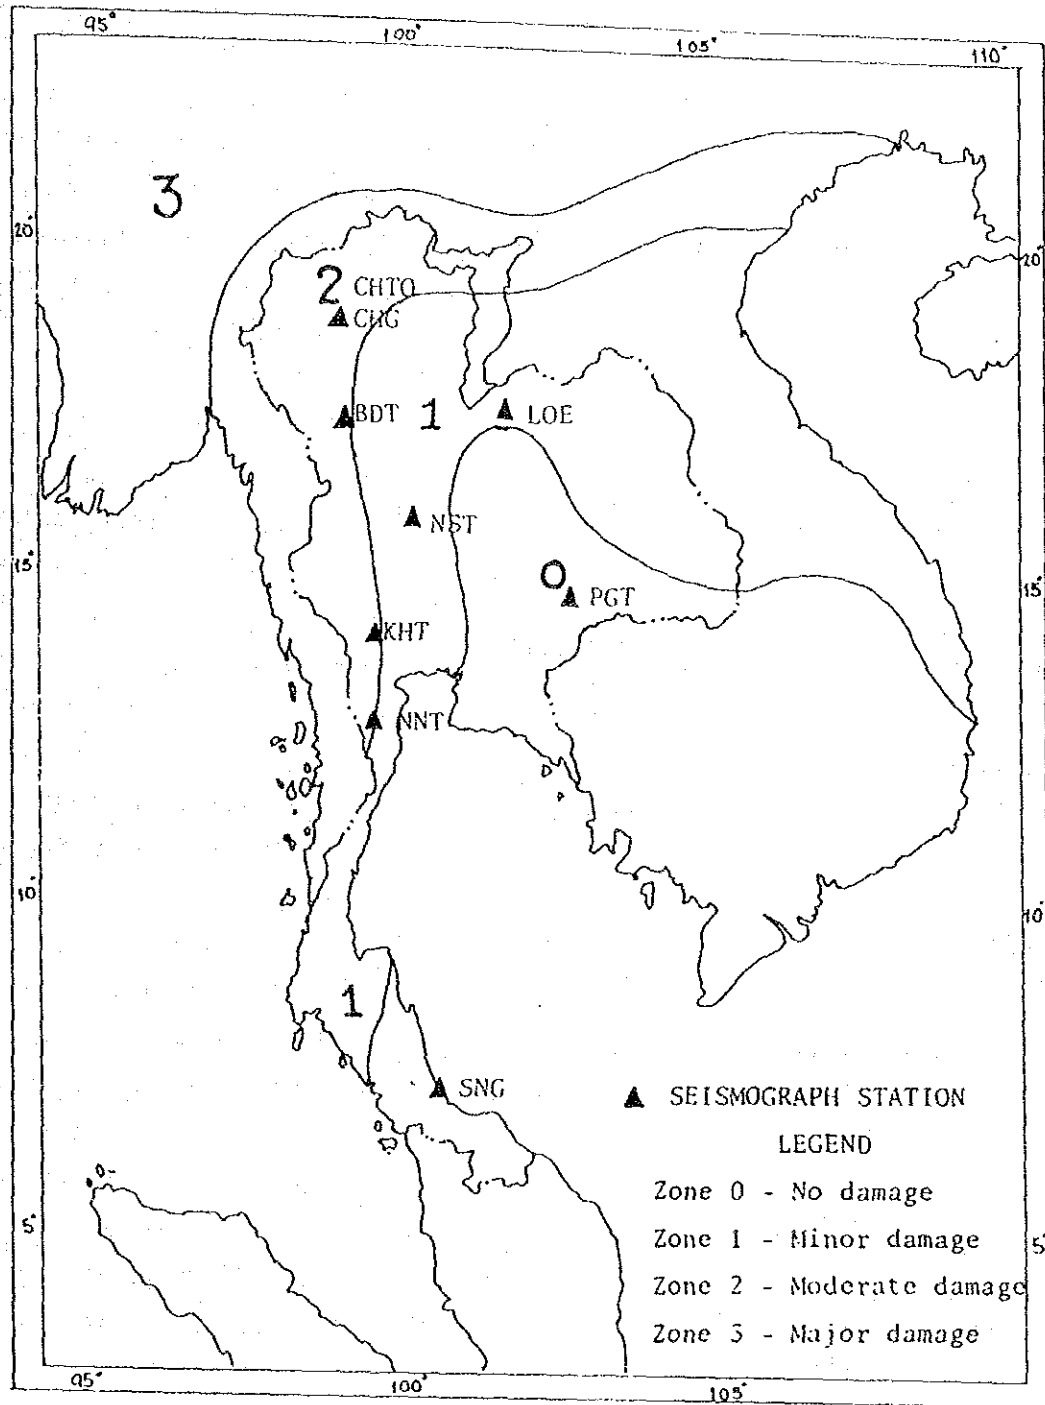 95° 100° 105° 110°
3
20° 20°
2 CHTO
CHG
BDT 1 LOE
NST
15° 0 PGT 15°
KHT
NNT
10° 10°
1
SNG
SEISMOGRAPH STATION
LEGEND
Zone 0 - No damage
5° Zone 1 - Minor damage 5
Zone 2 - Moderate damage
Zone 3 - Major damage
95° 100° 105°